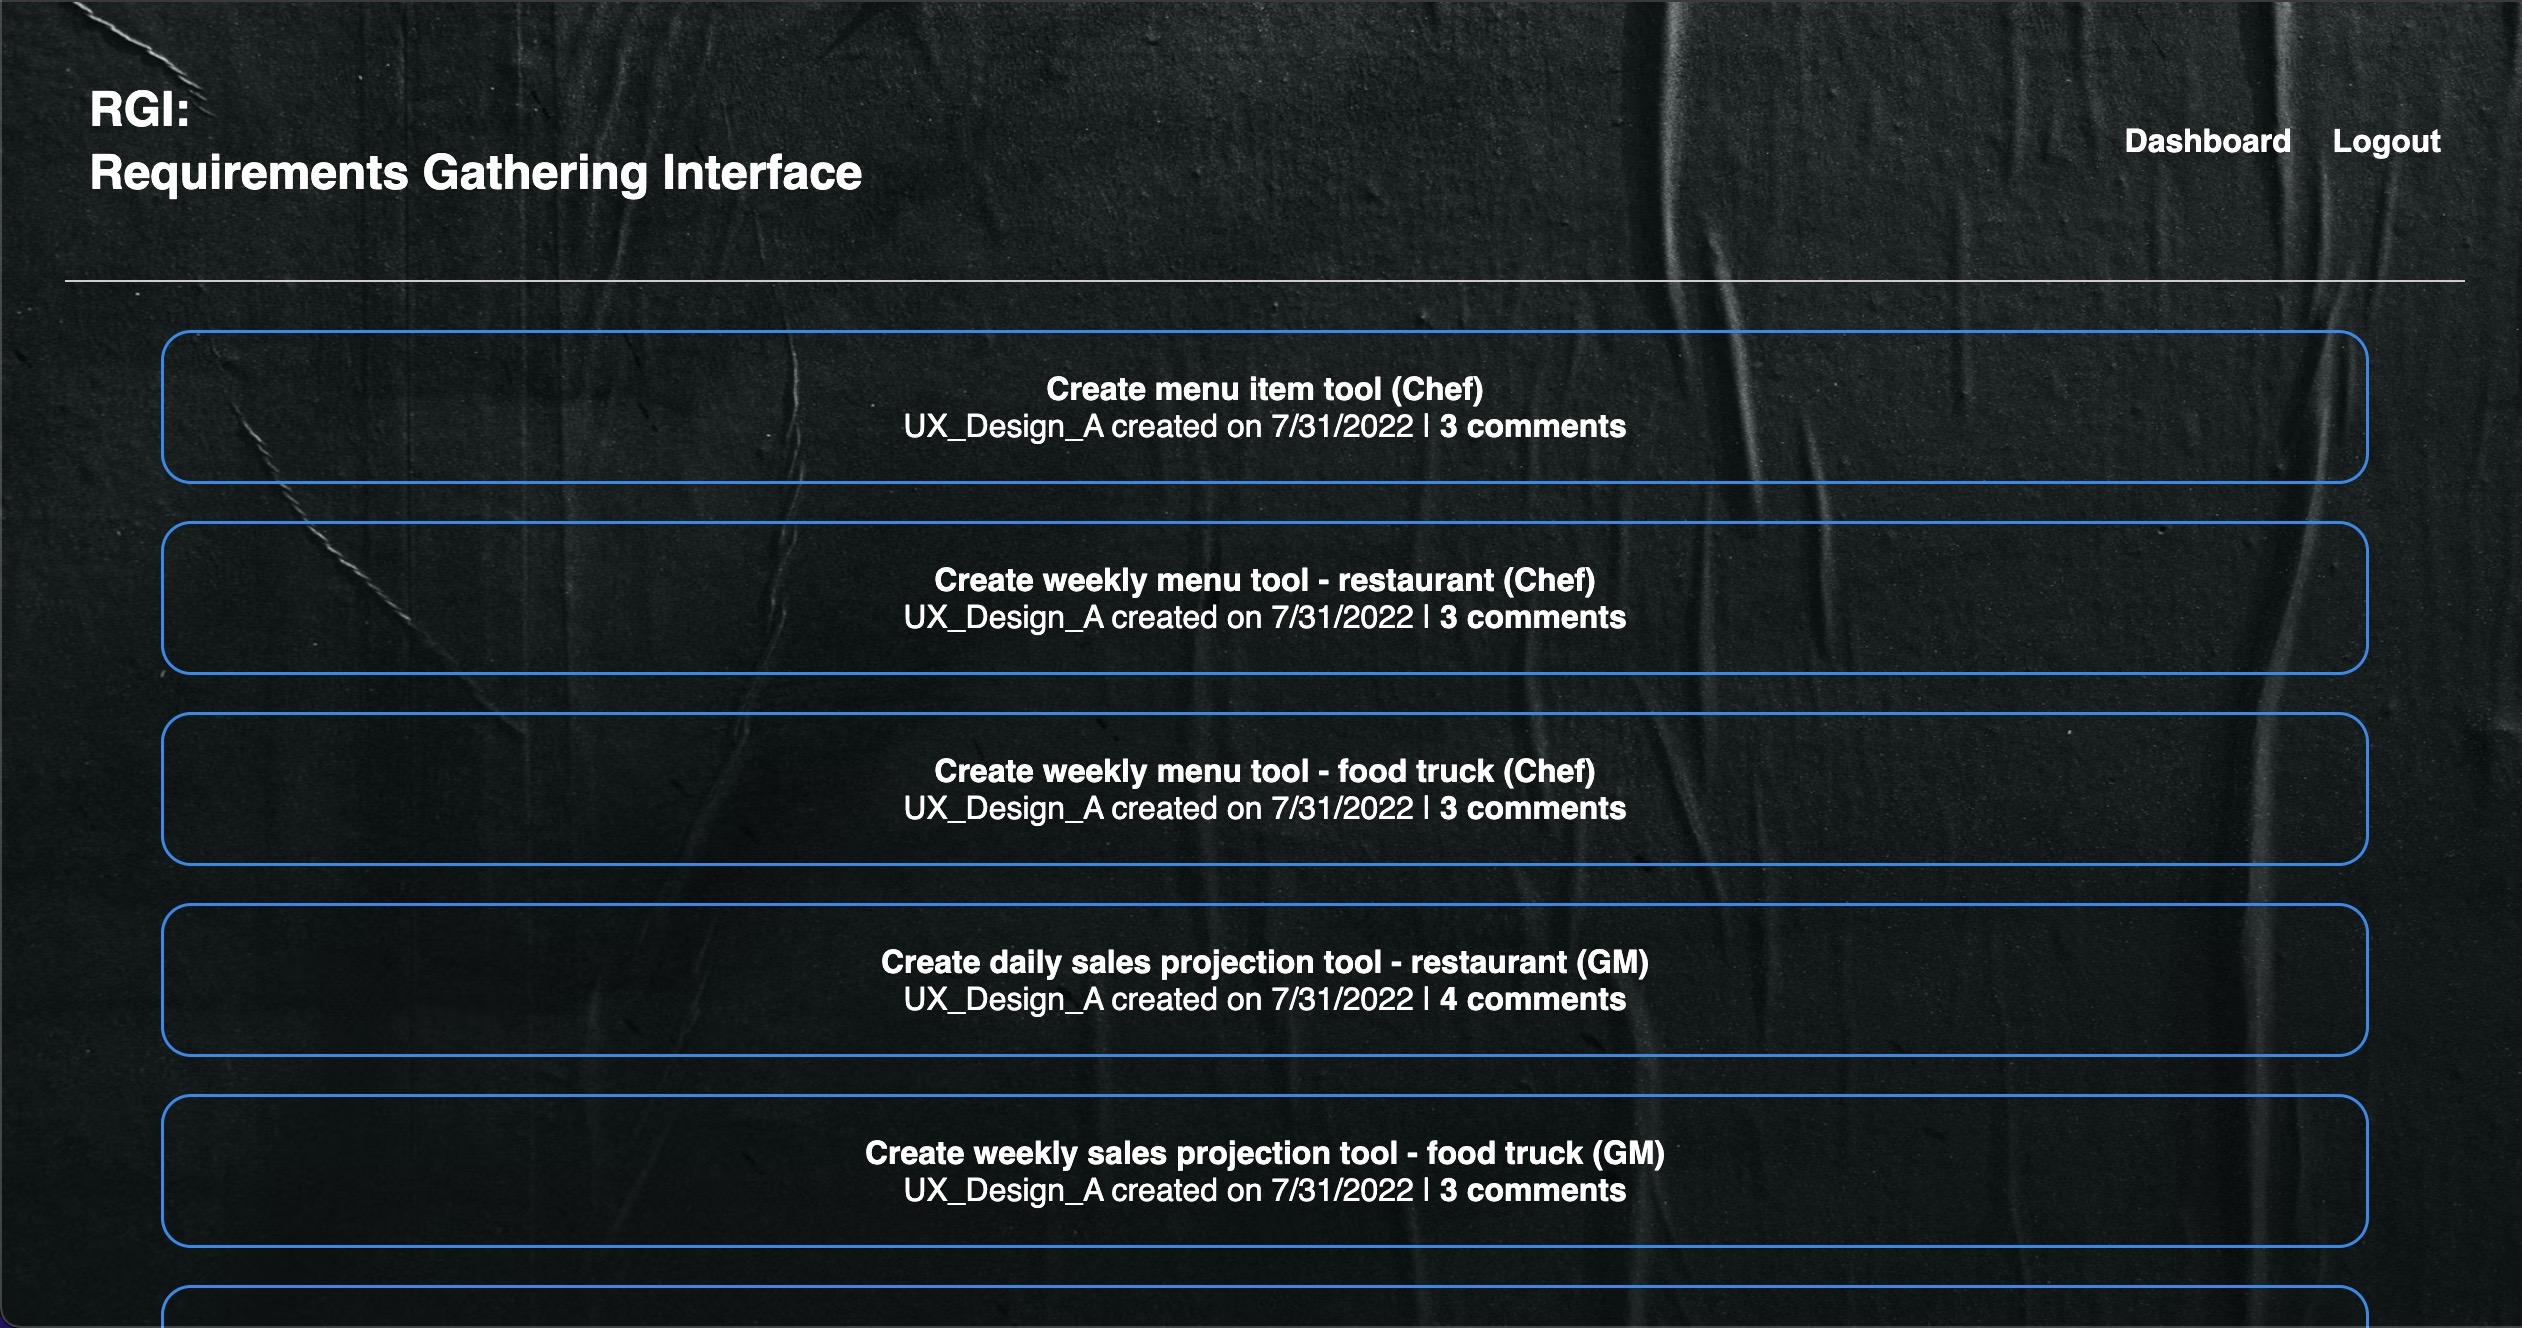 RGI:
Requirements Gathering Interface
Dashboard Logout
Create menu item tool (Chef)
UX_Design_A created on 7/31/2022 | 3 comments
Create weekly menu tool - restaurant (Chef)
UX_Design_A created on 7/31/2022 | 3 comments
Create weekly menu tool - food truck (Chef)
UX_Design_A created on 7/31/2022 | 3 comments
Create daily sales projection tool - restaurant (GM)
UX_Design_A created on 7/31/2022 | 4 comments
Create weekly sales projection tool - food truck (GM)
UX_Design_A created on 7/31/2022 | 3 comments